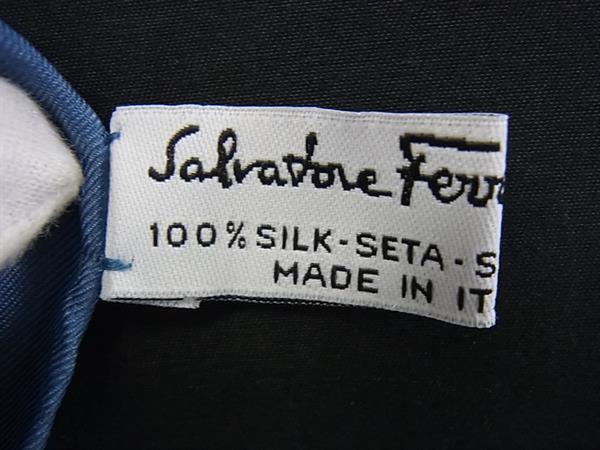 Salvatore Ferr
100% SILK-SETA-S
MADE IN IT